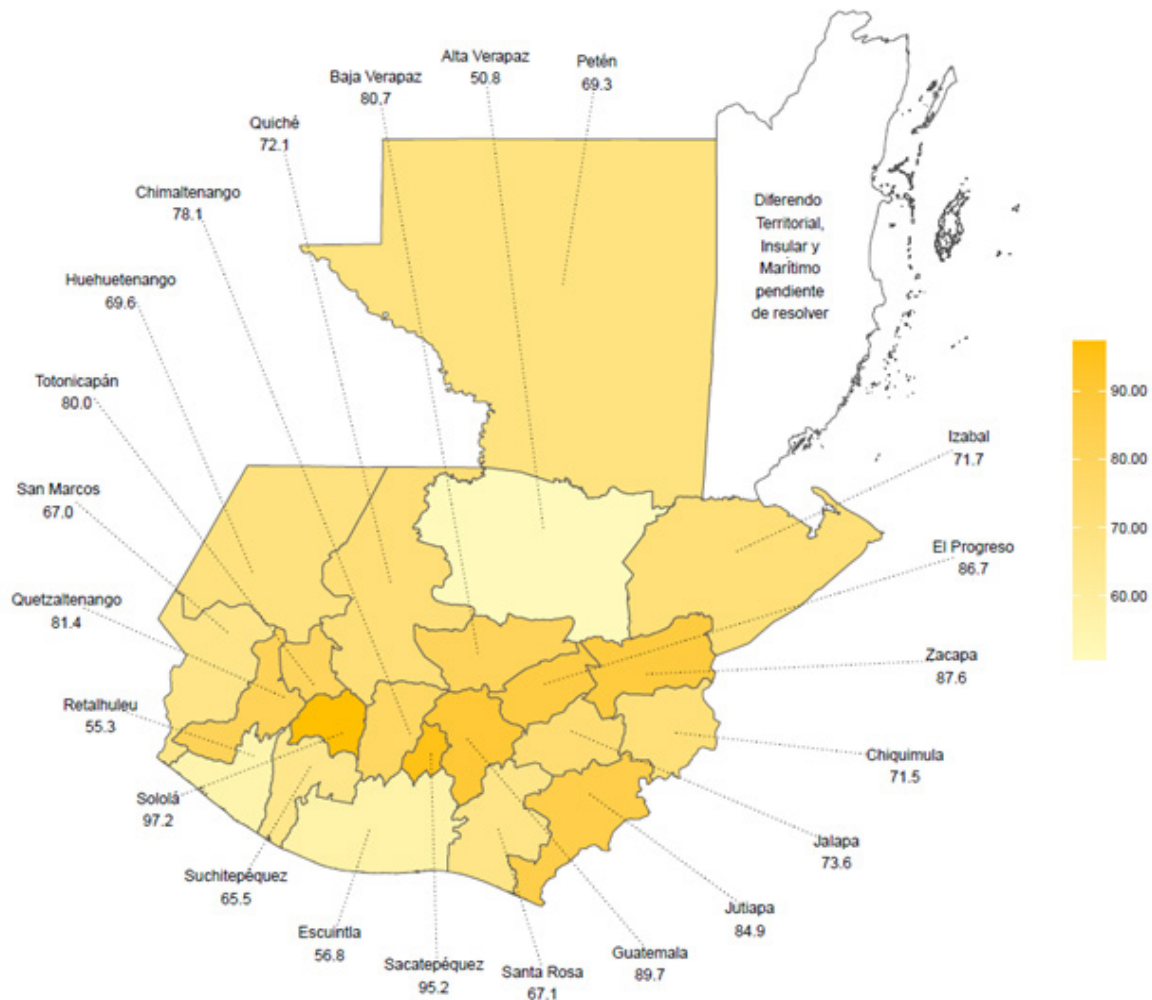 Alta Verapaz
50.8
Petén
69.3
Baja Verapaz
80.7
Quiché
72.1
Chimaltenango
78.1
Diferendo
Territorial,
Insular y
Marítimo
pendiente
de resolver
Huehuetenango
69.6
Totonicapán
80.0
90.00
80.00
70.00
60.00
Izabal
71.7
San Marcos
67.0
El Progreso
86.7
Quetzaltenango
81.4
Zacapa
87.6
Retalhuleu
55.3
Chiquimula
71.5
Sololá
97.2
Jalapa
73.6
Suchitepéquez
65.5
Jutiapa
84.9
Escuintla
56.8
Guatemala
89.7
Sacatepéquez
95.2
Santa Rosa
67.1